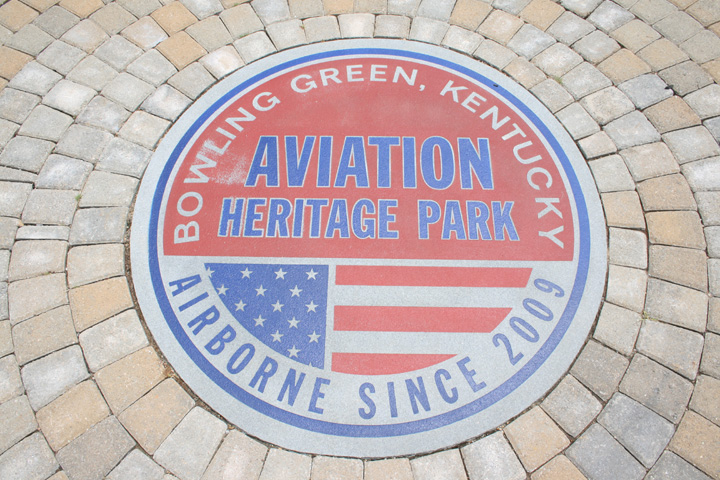 BOWLING GREEN, KENTUCKY
AVIATION
HERITAGE PARK
AIRBORNE SINCE 2009